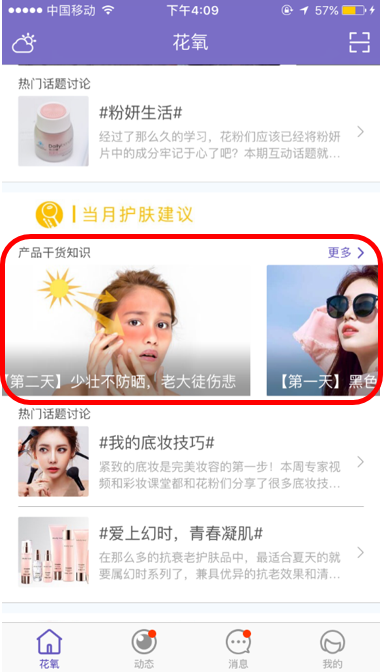 中国移动
下午4:09
57%
花氧
热门话题讨论
#粉妍生活#
经过了那么久的学习，花粉们应该已经将粉妍
片中的成分牢记于心了吧？本期互动话题就...
当月护肤建议
产品干货知识
更多
【第二天】少壮不防晒，老大徒伤悲
【第一天】黑色
热门话题讨论
#我的底妆技巧#
紧致的底妆是完美妆容的第一步！本周专家视
频和彩妆课堂都和花粉们分享了很多底妆技...
#爱上幻时，青春凝肌#
在那么多的抗衰老护肤品中，最适合夏天的就
要属幻时系列了，兼具优异的抗老效果和清...
花氧
动态
消息
我的